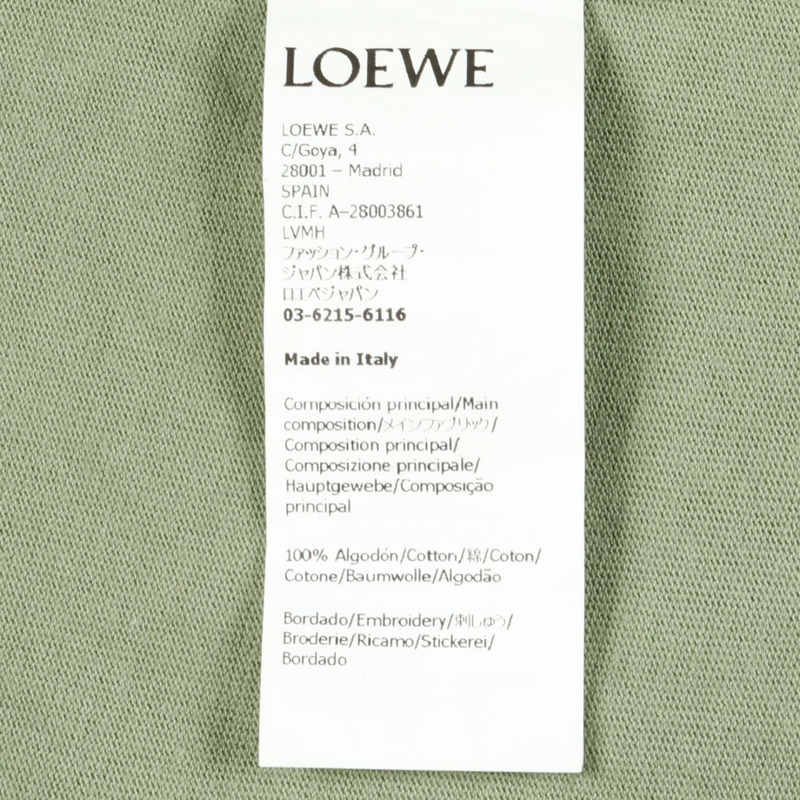 LOEWE
LOEWE S.A.
C/Goya, 4
28001 – Madrid
SPAIN
C.I.F. A-28003861
LVMH
ファッション・グループ・
ジャパン株式会社
ロエベジャパン
03-6215-6116
Made in Italy
Composición principal/Main
composition/メインファブリック/
Composition principal/
Composizione principale/
Hauptgewebe/Composição
principal
100% Algodón/Cotton/綿/Coton/
Cotone/Baumwolle/Algodão
Bordado/Embroidery/刺しゅう/
Broderie/Ricamo/Stickerei/
Bordado